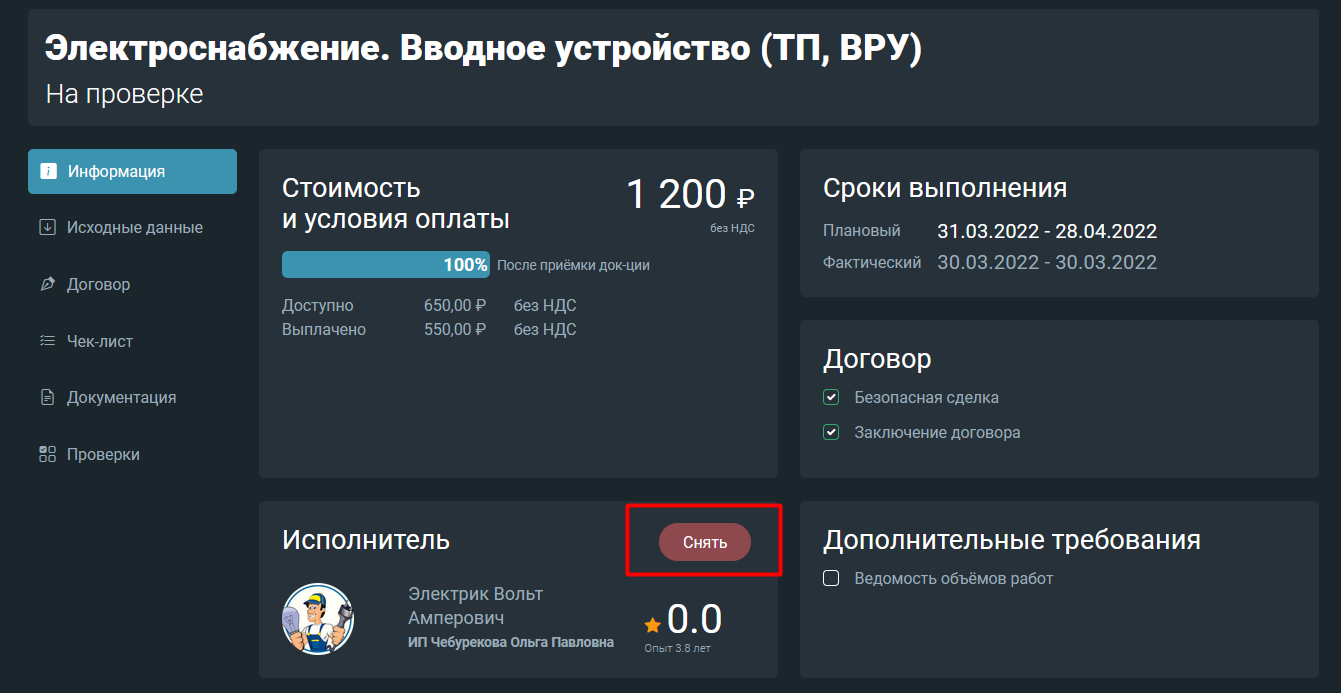 Электроснабжение. Вводное устройство (ТП, ВРУ)
На проверке
Информация
Исходные данные
Договор
Чек-лист
Документация
Проверки
Стоимость
и условия оплаты
1 200 ₽
без НДС
100% После приёмки док-ции
Доступно 650,00 ₽ без НДС
Выплачено 550,00 ₽ без НДС
Сроки выполнения
Плановый 31.03.2022 - 28.04.2022
Фактический 30.03.2022 - 30.03.2022
Договор
Безопасная сделка
Заключение договора
Исполнитель
Снять
Электрик Вольт
Амперович
ИП Чебурекова Ольга Павловна
0.0
Опыт 3.8 лет
Дополнительные требования
Ведомость объёмов работ